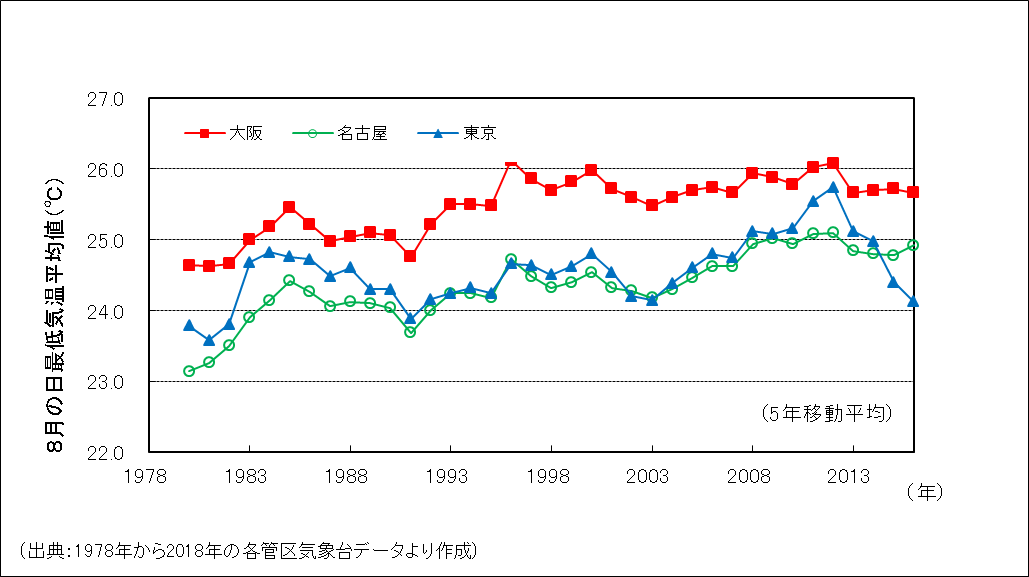 27.0
大阪 名古屋 東京
26.0
25.0
24.0
23.0
22.0
8月の日最低気温平均値(℃)
(5年移動平均)
1978 1983 1988 1993 1998 2003 2008 2013
(年)
(出典:1978年から2018年の各管区気象台データより作成)